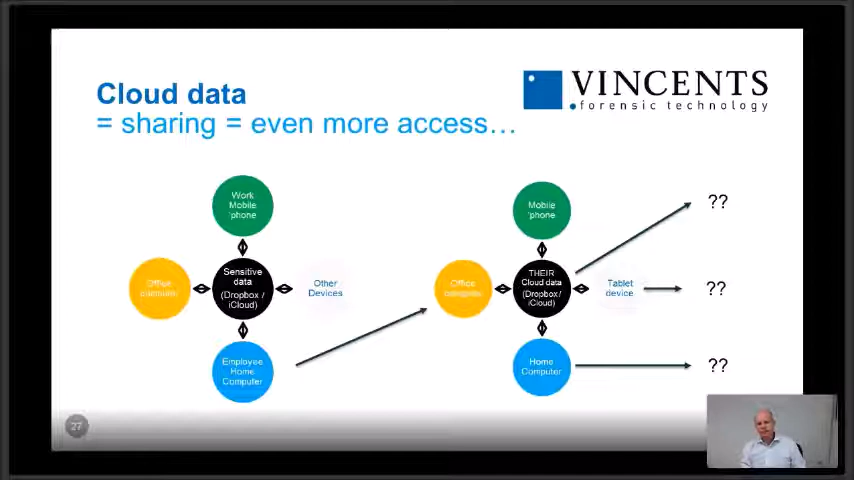 Cloud data
= sharing = even more access…
VINCENTS
forensic technology
Work
Mobile
'phone
Office
computer
Sensitive
data
(Dropbox /
iCloud)
Other
Devices
Employee
Home
Computer
Mobile
'phone
Office
computer
THEIR
Cloud data
(Dropbox/
iCloud)
Tablet
device
Home
Computer
??
??
??
27